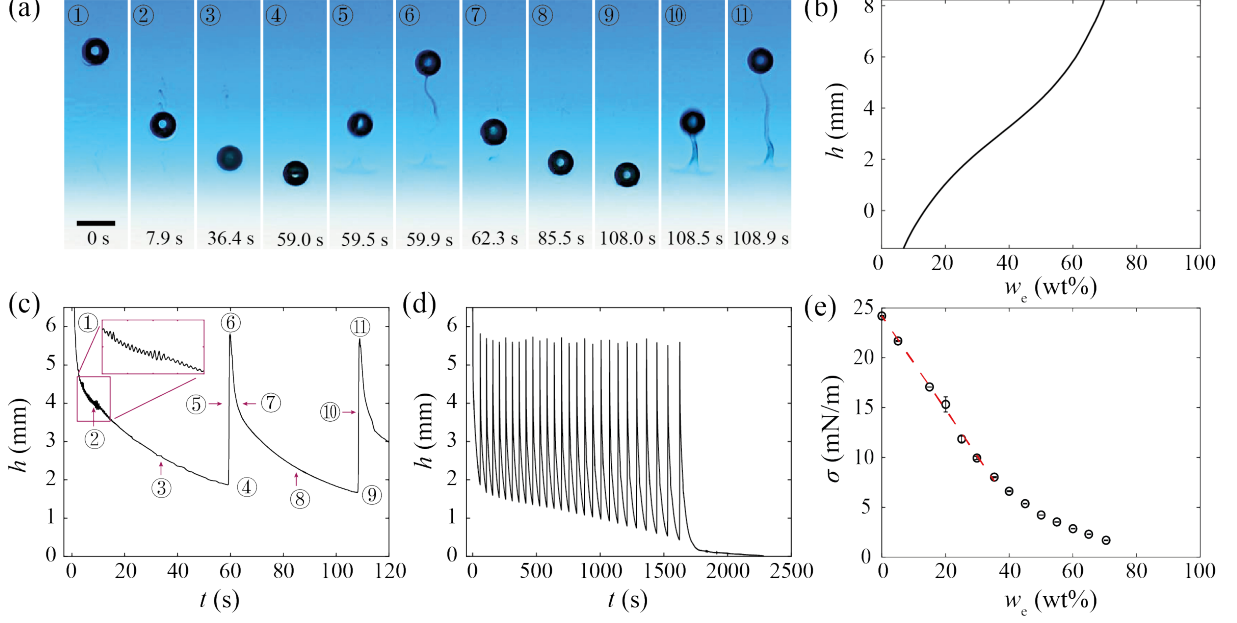 (a)
① ② ③ ④ ⑤ ⑥ ⑦ ⑧ ⑨ ⑩ ⑪
0 s 7.9 s 36.4 s 59.0 s 59.5 s 59.9 s 62.3 s 85.5 s 108.0 s 108.5 s 108.9 s
(b)
8
6
4
2
0
h (mm)
0 20 40 60 80 100
wₑ (wt%)
(c)
6
5
4
3
2
1
0
h (mm)
① ② ③ ④ ⑤ ⑥ ⑦ ⑧ ⑨ ⑩ ⑪
0 20 40 60 80 100 120
t (s)
(d)
6
5
4
3
2
1
0
h (mm)
0 500 1000 1500 2000 2500
t (s)
(e)
25
20
15
10
5
0
σ (mN/m)
0 20 40 60 80 100
wₑ (wt%)